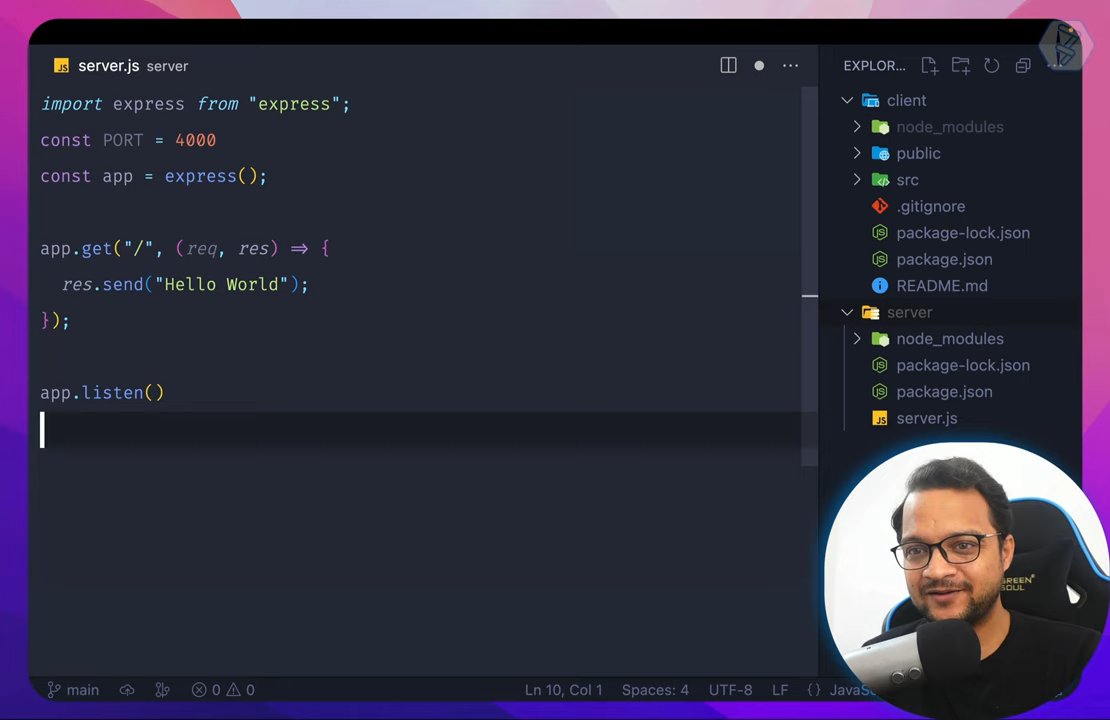 server.js server
import express from "express";
const PORT = 4000
const app = express();
app.get("/", (req, res) => {
res.send("Hello World");
});
app.listen()
EXPLOR...
client
node_modules
public
src
.gitignore
package-lock.json
package.json
README.md
server
node_modules
package-lock.json
package.json
server.js
GREEN
SOUL
main 0 0 Ln 10, Col 1 Spaces: 4 UTF-8 LF {}